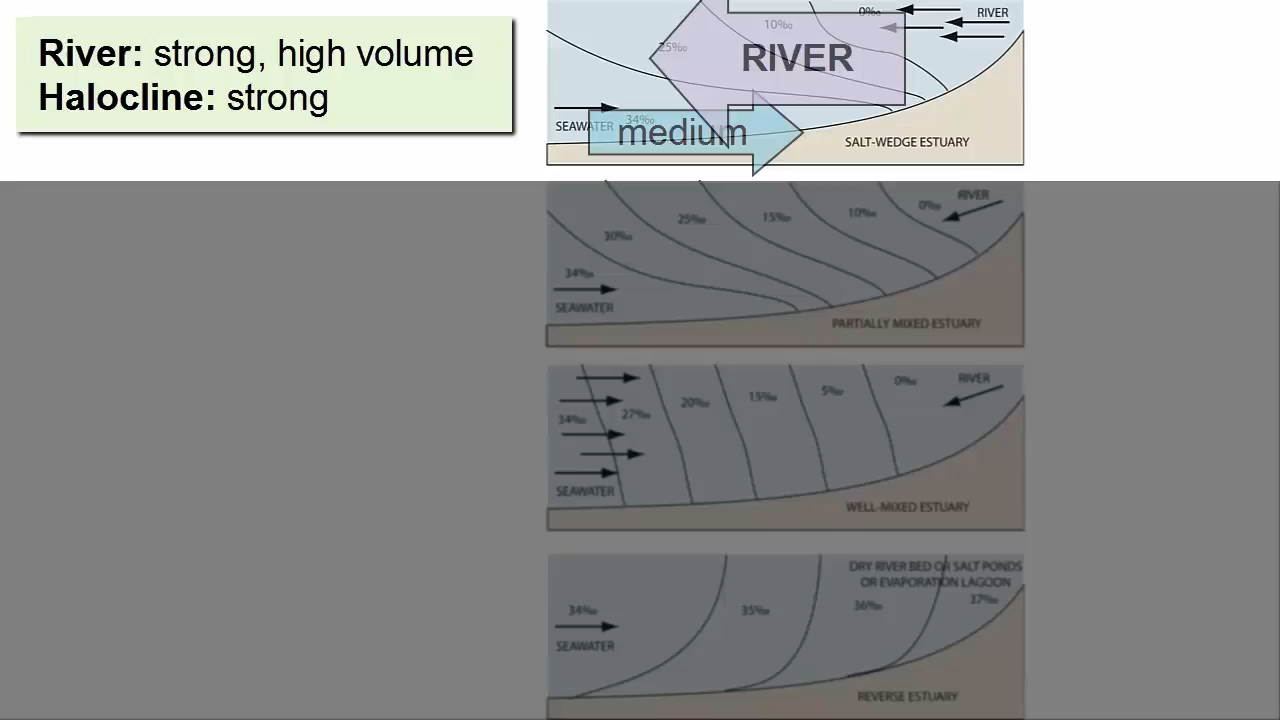 River: strong, high volume
Halocline: strong
0‰
RIVER
10‰
25‰
RIVER
34‰
SEAWATER
medium
SALT-WEDGE ESTUARY
RIVER
0‰
10‰
15‰
25‰
30‰
34‰
SEAWATER
PARTIALLY MIXED ESTUARY
RIVER
0‰
5‰
15‰
20‰
27‰
34‰
SEAWATER
WELL-MIXED ESTUARY
DRY RIVER BED OR SALT PONDS
OR EVAPORATION LAGOON
34‰
35‰
36‰
37‰
SEAWATER
REVERSE ESTUARY